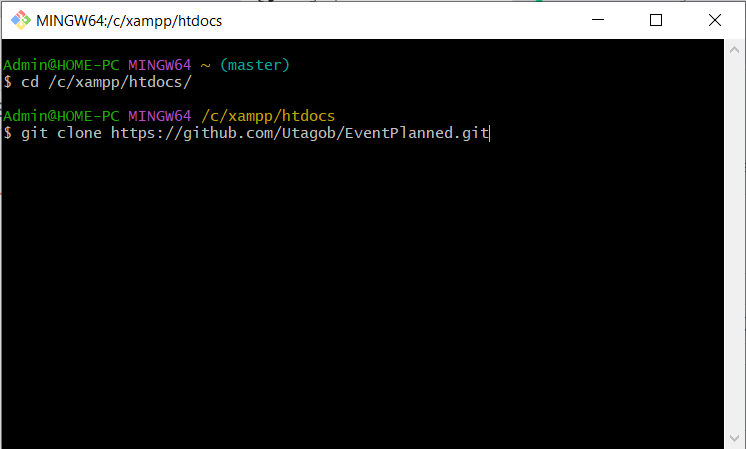 MINGW64:/c/xampp/htdocs
Admin@HOME-PC MINGW64 ~ (master)
$ cd /c/xampp/htdocs/
Admin@HOME-PC MINGW64 /c/xampp/htdocs
$ git clone https://github.com/Utagob/EventPlanned.git